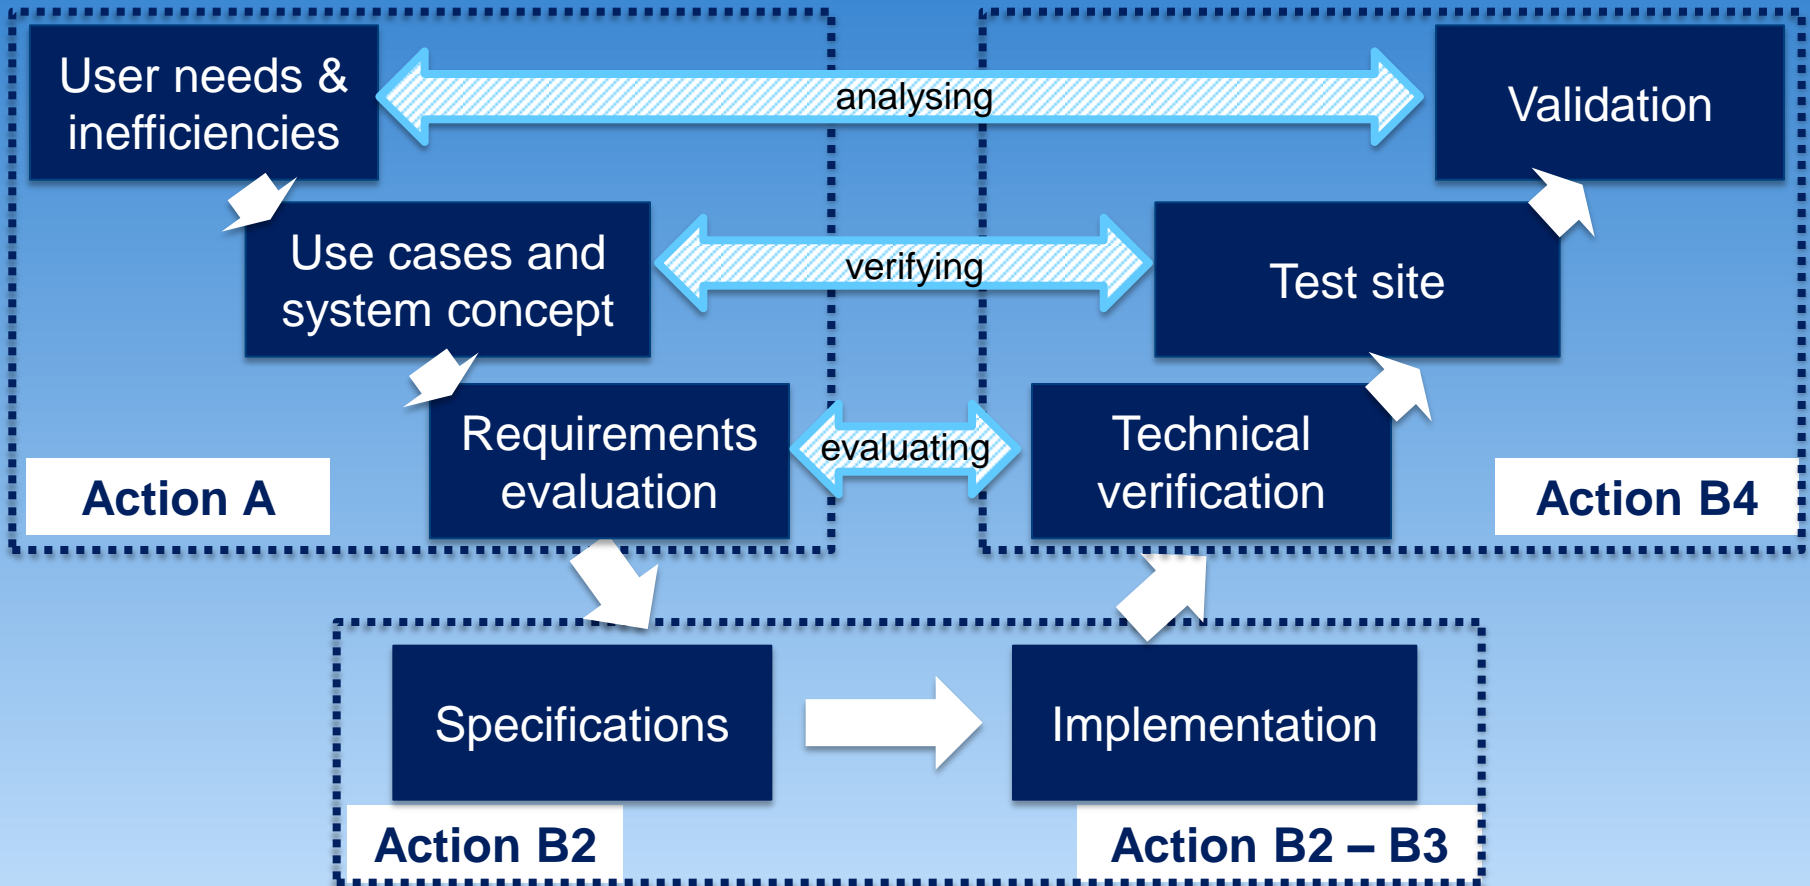 User needs &
inefficiencies
analysing
Validation
Use cases and
system concept
verifying
Test site
Requirements
evaluation
evaluating
Technical
verification
Action A
Action B4
Specifications
Implementation
Action B2
Action B2 – B3